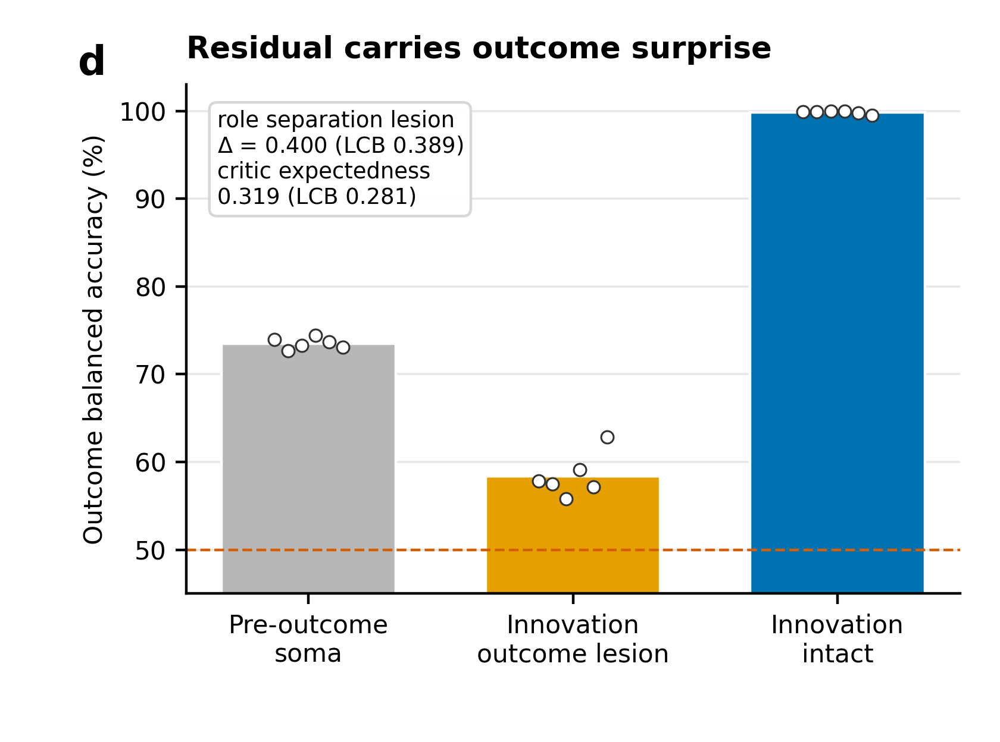 d
Residual carries outcome surprise
Outcome balanced accuracy (%)
100
90
80
70
60
50
role separation lesion
Δ = 0.400 (LCB 0.389)
critic expectedness
0.319 (LCB 0.281)
Pre-outcome
soma
Innovation
outcome lesion
Innovation
intact